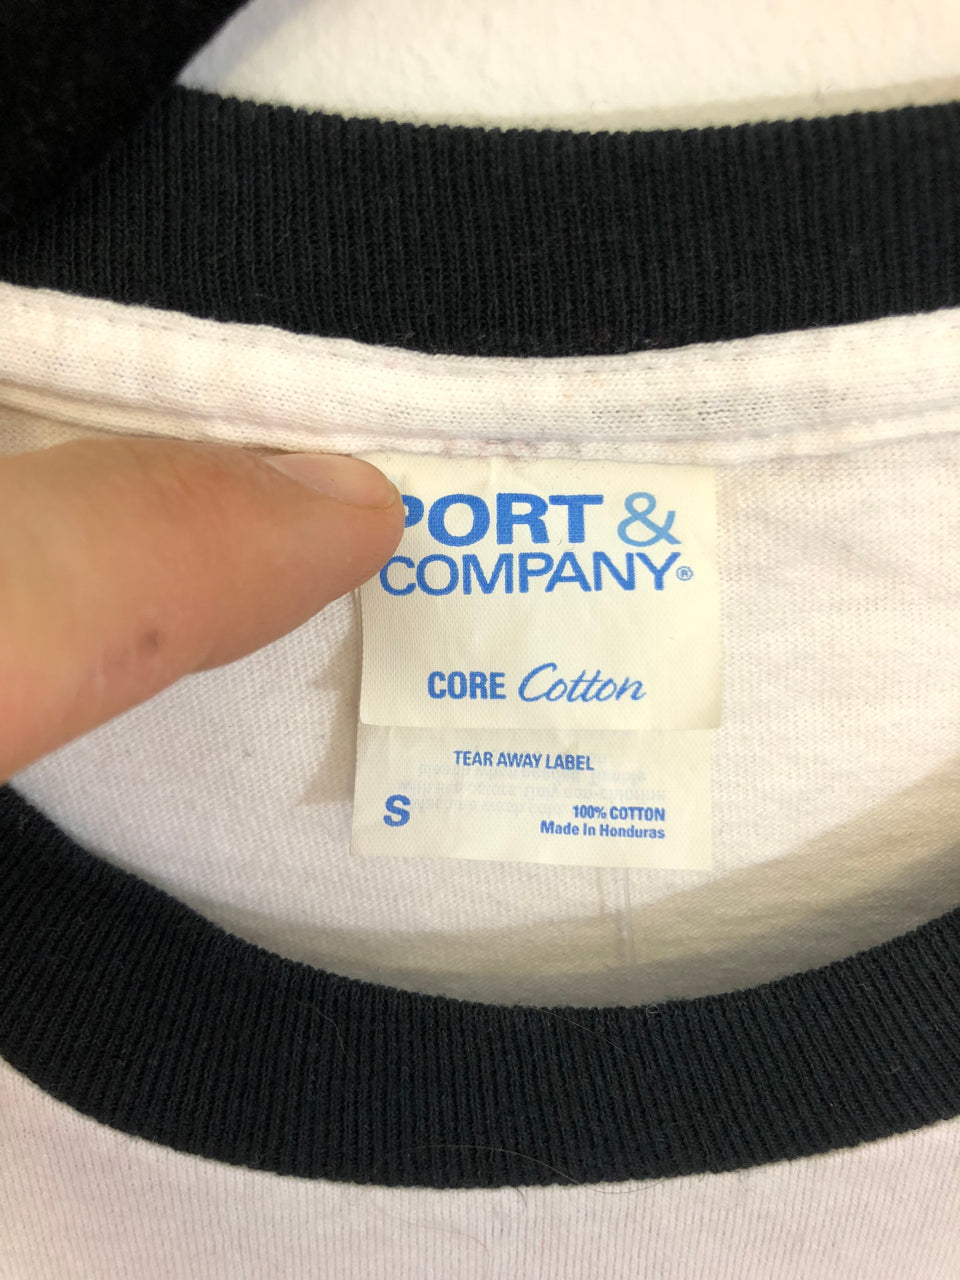 PORT &
COMPANY®
CORE Cotton
TEAR AWAY LABEL
S
100% COTTON
Made In Honduras